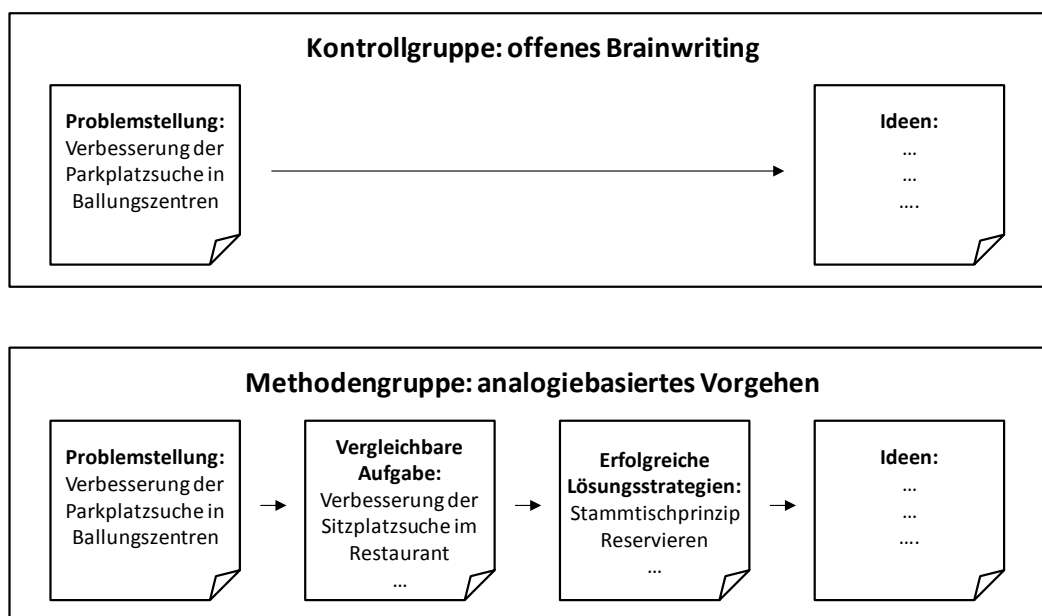 Kontrollgruppe: offenes Brainwriting
Problemstellung:
Verbesserung der
Parkplatzsuche in
Ballungszentren
Ideen:
...
...
....
Methodengruppe: analogiebasiertes Vorgehen
Problemstellung:
Verbesserung der
Parkplatzsuche in
Ballungszentren
Vergleichbare
Aufgabe:
Verbesserung der
Sitzplatzsuche im
Restaurant
...
Erfolgreiche
Lösungsstrategien:
Stammtischprinzip
Reservieren
...
Ideen:
...
...
....